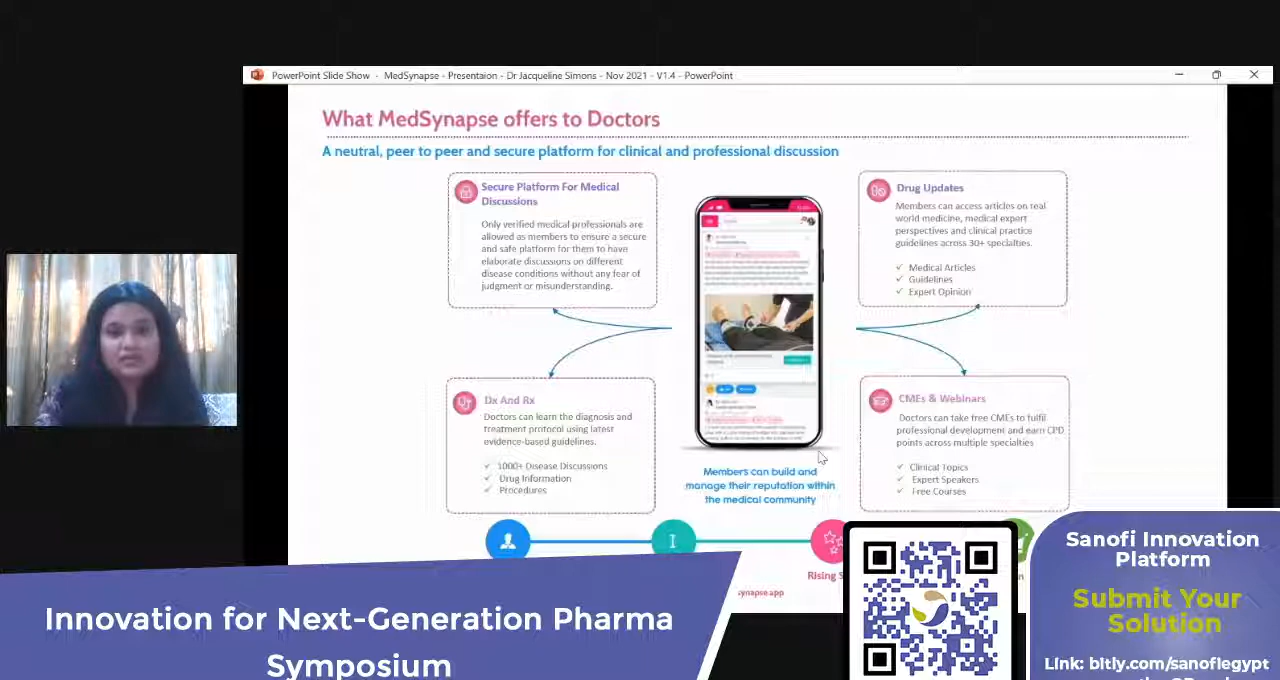 PowerPoint Slide Show - MedSynapse - Presentaion - Dr Jacqueline Simons - Nov 2021 - V1.4 - PowerPoint
What MedSynapse offers to Doctors
A neutral, peer to peer and secure platform for clinical and professional discussion
Secure Platform For Medical
Discussions
Only verified medical professionals are
allowed as members to ensure a secure
and safe platform for them to have
elaborate discussions on different
disease conditions without any fear of
judgment or misunderstanding.
Drug Updates
Members can access articles on real
world medicine, medical expert
perspectives and clinical practice
guidelines across 30+ specialties.
✓ Medical Articles
✓ Guidelines
✓ Expert Opinion
Dx And Rx
Doctors can learn the diagnosis and
treatment protocol using latest
evidence-based guidelines.
✓ 1000+ Disease Discussions
✓ Drug Information
✓ Procedures
Members can build and
manage their reputation within
the medical community
CMEs & Webinars
Doctors can take free CMEs to fulfil
professional development and earn CPD
points across multiple specialties
✓ Clinical Topics
✓ Expert Speakers
✓ Free Courses
Rising
synapse.app
Innovation for Next-Generation Pharma
Symposium
Sanofi Innovation
Platform
Submit Your
Solution
Link: bitly.com/sanofiegypt